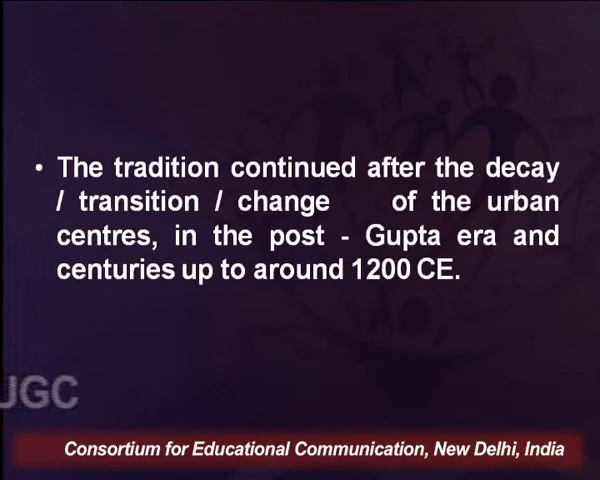 • The tradition continued after the decay
/ transition / change of the urban
centres, in the post - Gupta era and
centuries up to around 1200 CE.
UGC
Consortium for Educational Communication, New Delhi, India